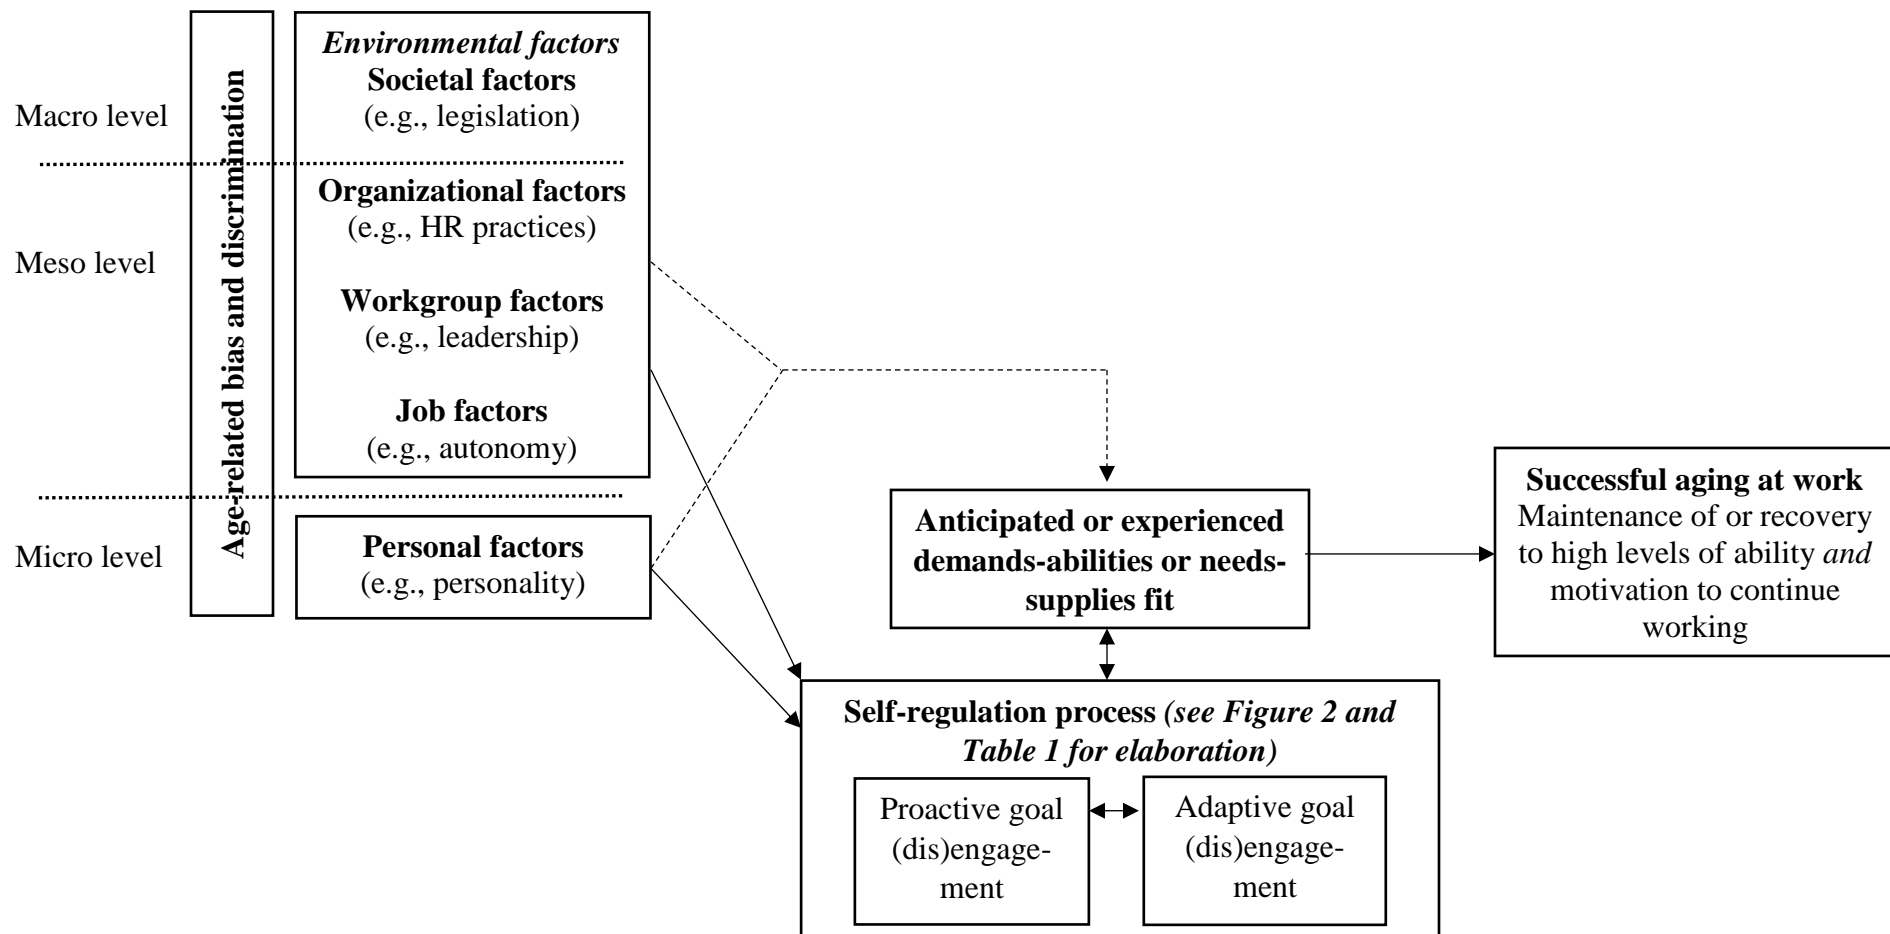 Macro level
Meso level
Micro level
Age-related bias and discrimination
Environmental factors
Societal factors
(e.g., legislation)
Organizational factors
(e.g., HR practices)
Workgroup factors
(e.g., leadership)
Job factors
(e.g., autonomy)
Personal factors
(e.g., personality)
Anticipated or experienced
demands-abilities or needs-
supplies fit
Successful aging at work
Maintenance of or recovery
to high levels of ability and
motivation to continue
working
Self-regulation process (see Figure 2 and
Table 1 for elaboration)
Proactive goal
(dis)engage-
ment
Adaptive goal
(dis)engage-
ment